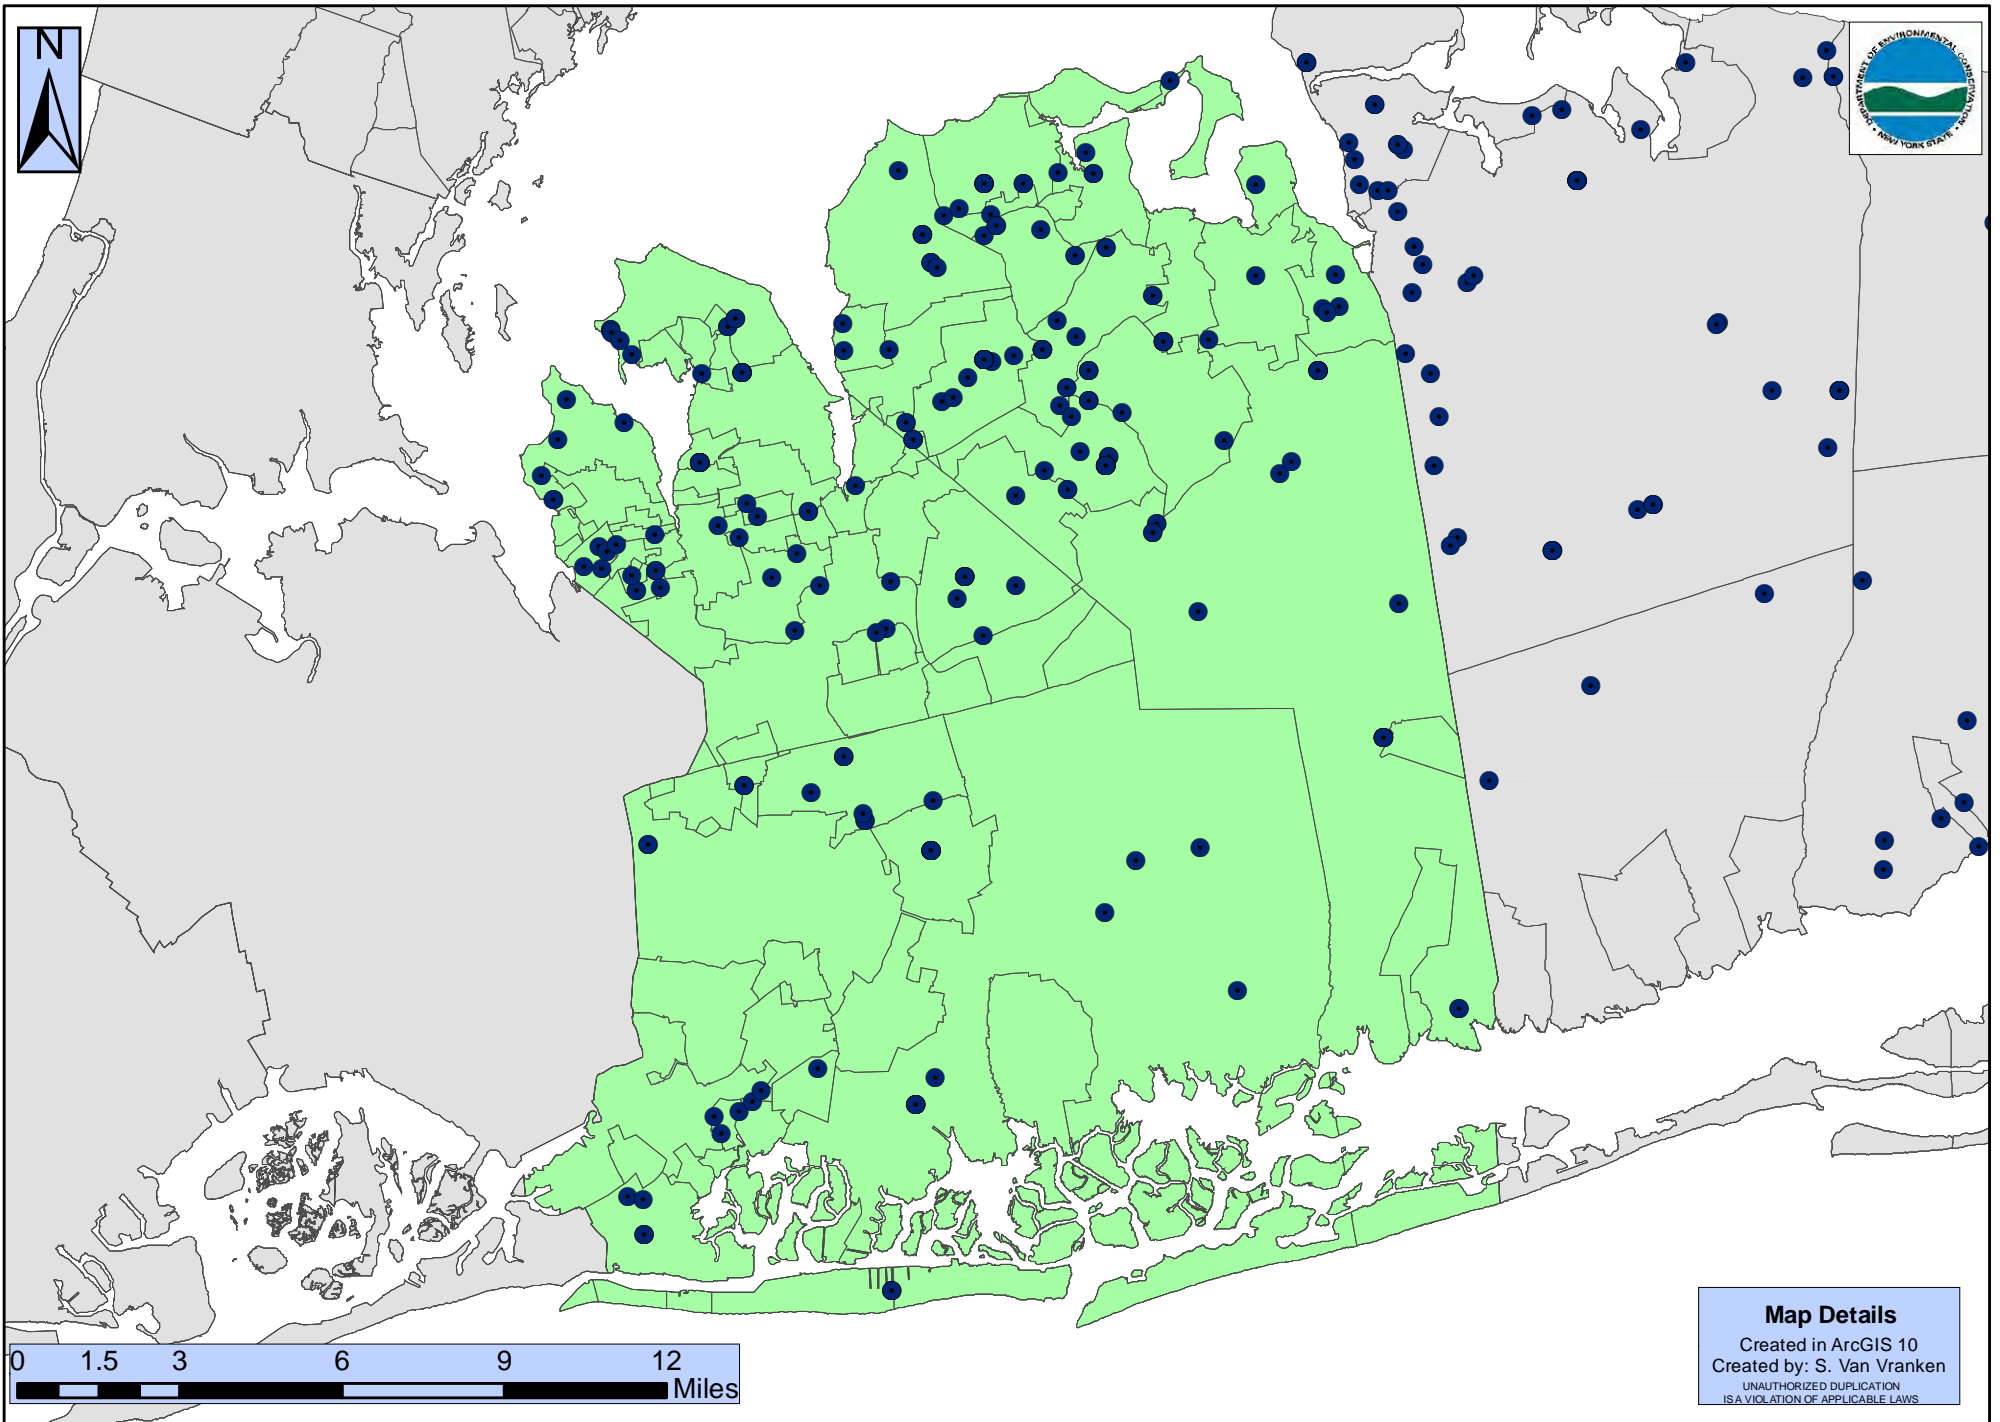 N
DEPARTMENT OF ENVIRONMENTAL CONSERVATION
NEW YORK STATE
0 1.5 3 6 9 12
Miles
Map Details
Created in ArcGIS 10
Created by: S. Van Vranken
UNAUTHORIZED DUPLICATION
IS A VIOLATION OF APPLICABLE LAWS